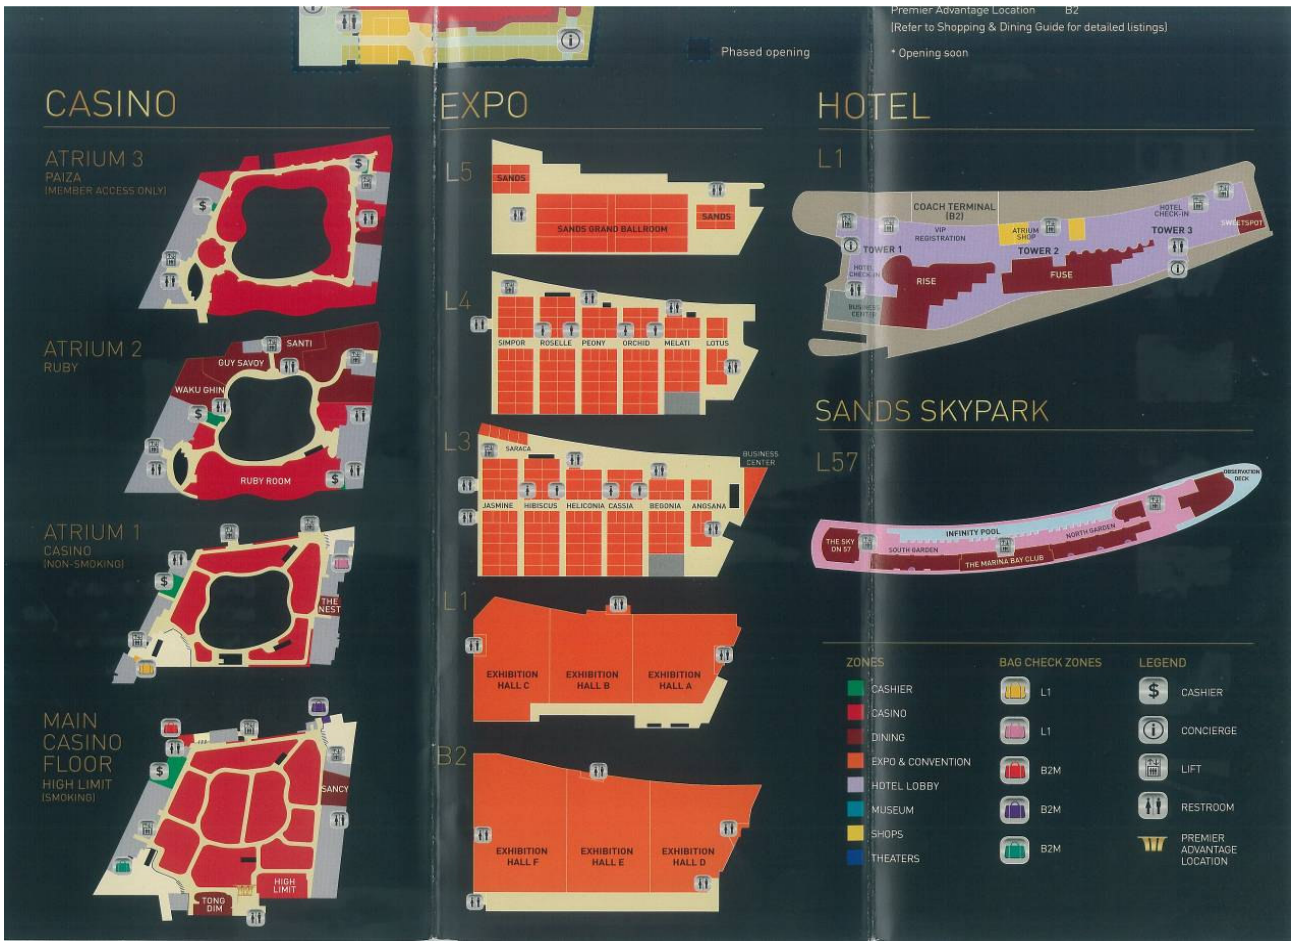 Premier Advantage Location B2
(Refer to Shopping & Dining Guide for detailed listings)
* Opening soon
Phased opening
CASINO
ATRIUM 3
PAIZA
(MEMBER ACCESS ONLY)
ATRIUM 2
RUBY
SANTI
GUY SAVOY
WAKU GHIN
RUBY ROOM
ATRIUM 1
CASINO
(NON-SMOKING)
THE
NEST
MAIN
CASINO
FLOOR
HIGH LIMIT
(SMOKING)
SANCY
HIGH
LIMIT
TONG
DIM
EXPO
L5
SANDS
SANDS
SANDS GRAND BALLROOM
L4
SIMPOR
ROSELLE
PEONY
ORCHID
MELATI
LOTUS
L3
SARACA
BUSINESS
CENTER
JASMINE
HIBISCUS
HELICONIA
CASSIA
BEGONIA
ANGSANA
L1
EXHIBITION
HALL C
EXHIBITION
HALL B
EXHIBITION
HALL A
B2
EXHIBITION
HALL F
EXHIBITION
HALL E
EXHIBITION
HALL D
HOTEL
L1
COACH TERMINAL
(B2)
VIP
REGISTRATION
ATRIUM
SHOP
HOTEL
CHECK-IN
TOWER 3
SWEETSPOT
TOWER 1
TOWER 2
HOTEL
CHECK-IN
RISE
FUSE
BUSINESS
CENTER
SANDS SKYPARK
L57
OBSERVATION
DECK
INFINITY POOL
NORTH GARDEN
THE SKY
ON 57
SOUTH GARDEN
THE MARINA BAY CLUB
ZONES
CASHIER
CASINO
DINING
EXPO & CONVENTION
HOTEL LOBBY
MUSEUM
SHOPS
THEATERS
BAG CHECK ZONES
L1
L1
B2M
B2M
B2M
LEGEND
$ CASHIER
CONCIERGE
LIFT
RESTROOM
PREMIER
ADVANTAGE
LOCATION